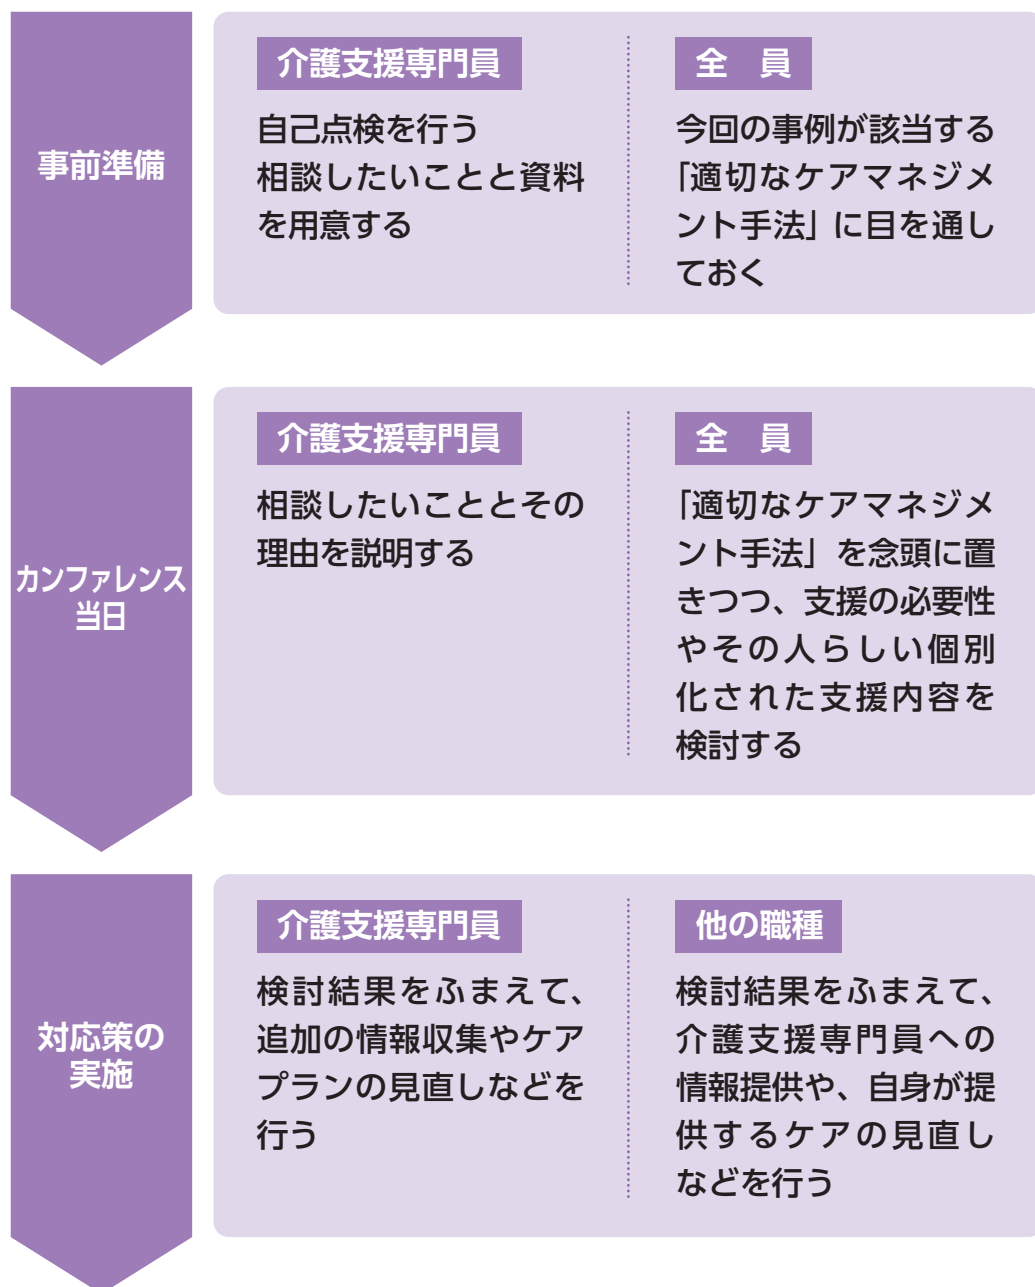 事前準備
介護支援専門員
自己点検を行う
相談したいことと資料
を用意する
全　員
今回の事例が該当する
「適切なケアマネジメ
ント手法」に目を通し
ておく
カンファレンス
当日
介護支援専門員
相談したいこととその
理由を説明する
全　員
「適切なケアマネジメ
ント手法」を念頭に置
きつつ、支援の必要性
やその人らしい個別
化された支援内容を
検討する
対応策の
実施
介護支援専門員
検討結果をふまえて、
追加の情報収集やケア
プランの見直しなどを
行う
他の職種
検討結果をふまえて、
介護支援専門員への
情報提供や、自身が提
供するケアの見直し
などを行う